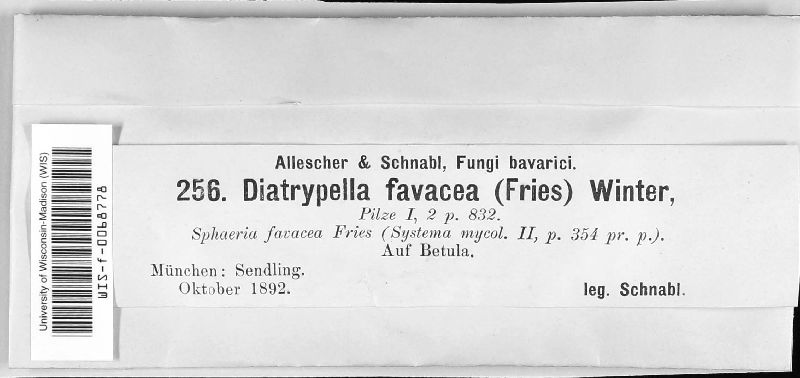 Allescher & Schnabl, Fungi bavarici.
256. Diatrypella favacea (Fries) Winter,
Pilze I, 2 p. 832.
Sphaeria favacea Fries (Systema mycol. II, p. 354 pr. p.).
Auf Betula.
München: Sendling.
Oktober 1892.
leg. Schnabl.
University of Wisconsin-Madison (WIS)
WIS-f-0068778